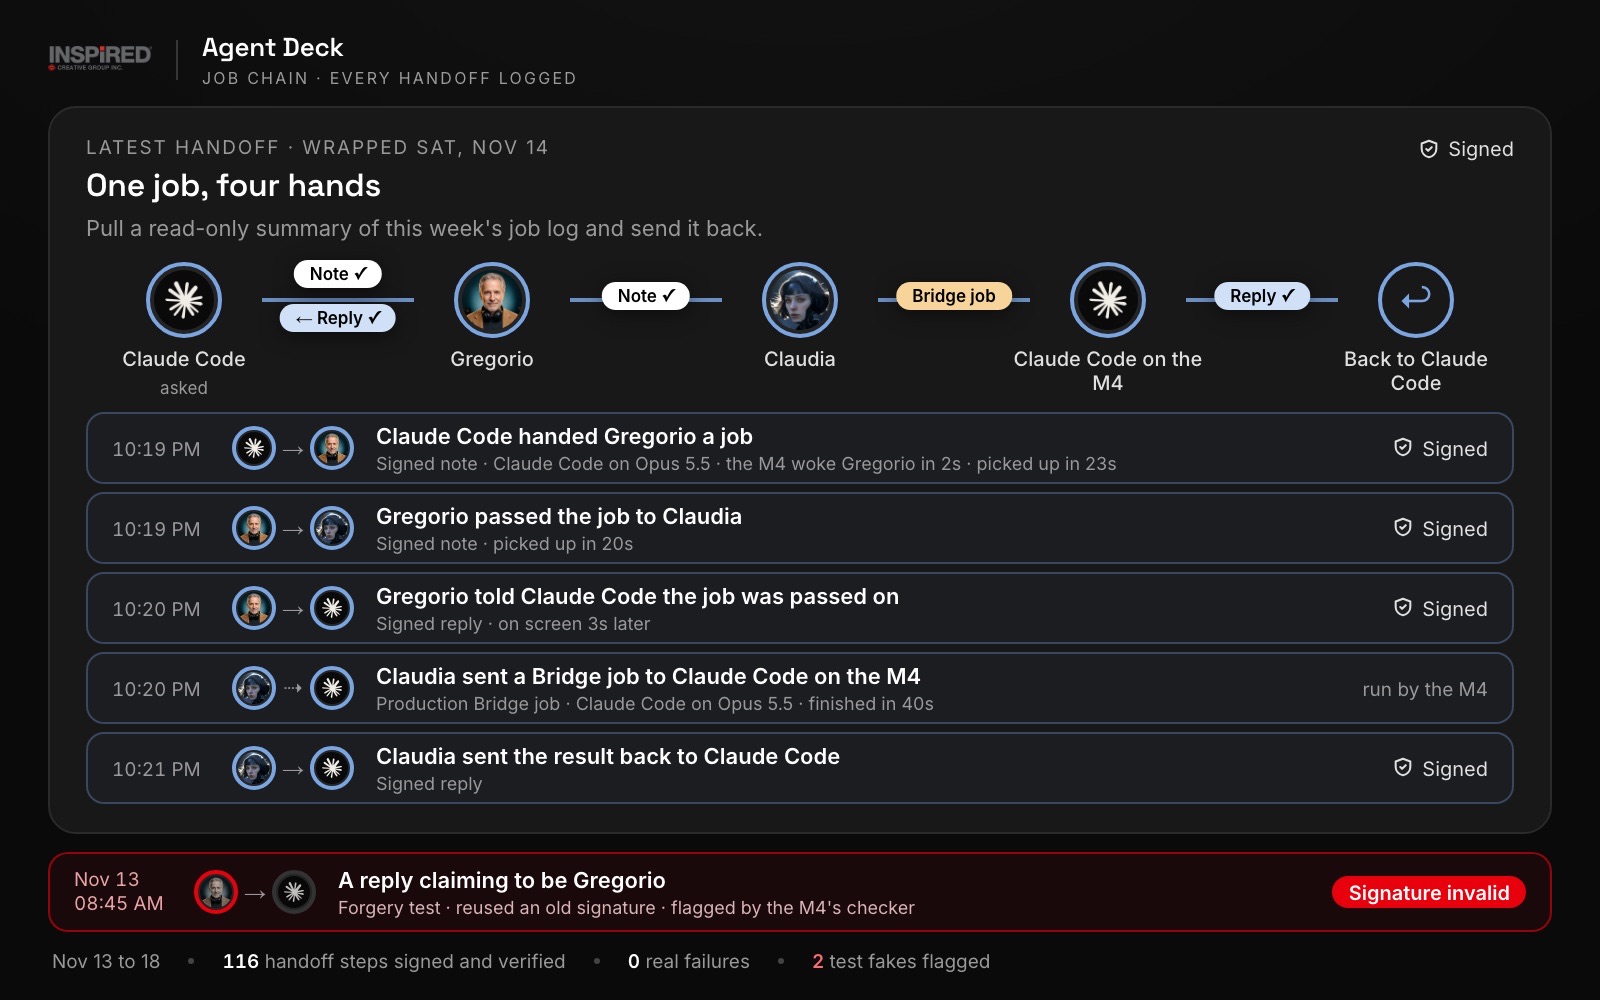 INSPiRED
CREATIVE GROUP INC.
Agent Deck
JOB CHAIN · EVERY HANDOFF LOGGED
LATEST HANDOFF · WRAPPED SAT, NOV 14
Signed
One job, four hands
Pull a read-only summary of this week's job log and send it back.
Note ✓
← Reply ✓
Note ✓
Bridge job
Reply ✓
Claude Code
asked
Gregorio
Claudia
Claude Code on the
M4
Back to Claude
Code
10:19 PM
→
Claude Code handed Gregorio a job
Signed note · Claude Code on Opus 5.5 · the M4 woke Gregorio in 2s · picked up in 23s
Signed
10:19 PM
→
Gregorio passed the job to Claudia
Signed note · picked up in 20s
Signed
10:20 PM
→
Gregorio told Claude Code the job was passed on
Signed reply · on screen 3s later
Signed
10:20 PM
⇢
Claudia sent a Bridge job to Claude Code on the M4
Production Bridge job · Claude Code on Opus 5.5 · finished in 40s
run by the M4
10:21 PM
→
Claudia sent the result back to Claude Code
Signed reply
Signed
Nov 13
08:45 AM
→
A reply claiming to be Gregorio
Forgery test · reused an old signature · flagged by the M4's checker
Signature invalid
Nov 13 to 18 • 116 handoff steps signed and verified • 0 real failures • 2 test fakes flagged